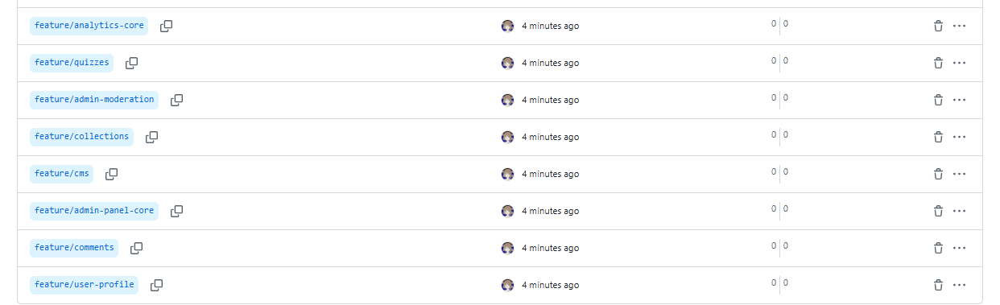 feature/analytics-core 4 minutes ago 0 0
feature/quizzes 4 minutes ago 0 0
feature/admin-moderation 4 minutes ago 0 0
feature/collections 4 minutes ago 0 0
feature/cms 4 minutes ago 0 0
feature/admin-panel-core 4 minutes ago 0 0
feature/comments 4 minutes ago 0 0
feature/user-profile 4 minutes ago 0 0